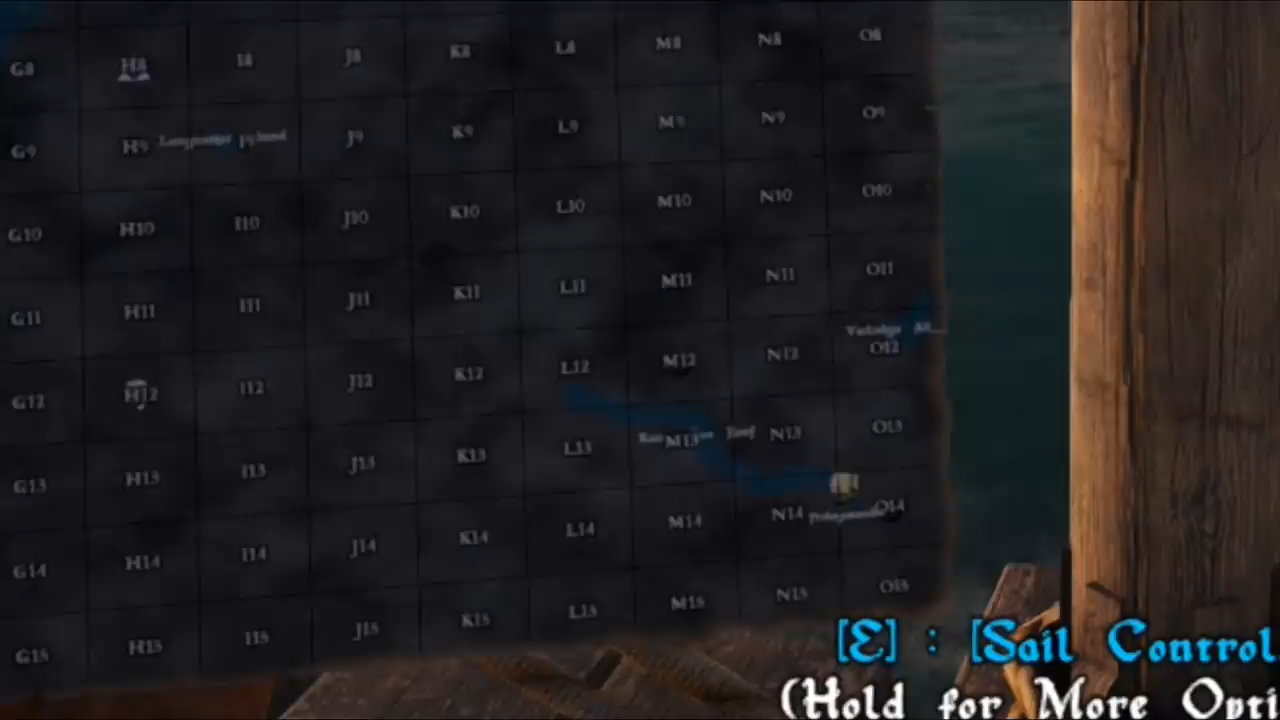 G8 H8 I8 J8 K8 L8 M8 N8 O8
G9 H9 J9 K9 L9 M9 N9 O9
G10 H10 I10 J10 K10 L10 M10 N10 O10
G11 H11 I11 J11 K11 L11 M11 N11 O11
G12 H12 I12 J12 K12 L12 M12 N12 O12
G13 H13 I13 J13 K13 L13 M13 N13 O13
G14 H14 I14 J14 K14 L14 M14 N14 O14
G15 H15 I15 J15 K15 L15 M15 N15 O15
[E] : [Sail Control
(Hold for More Opti